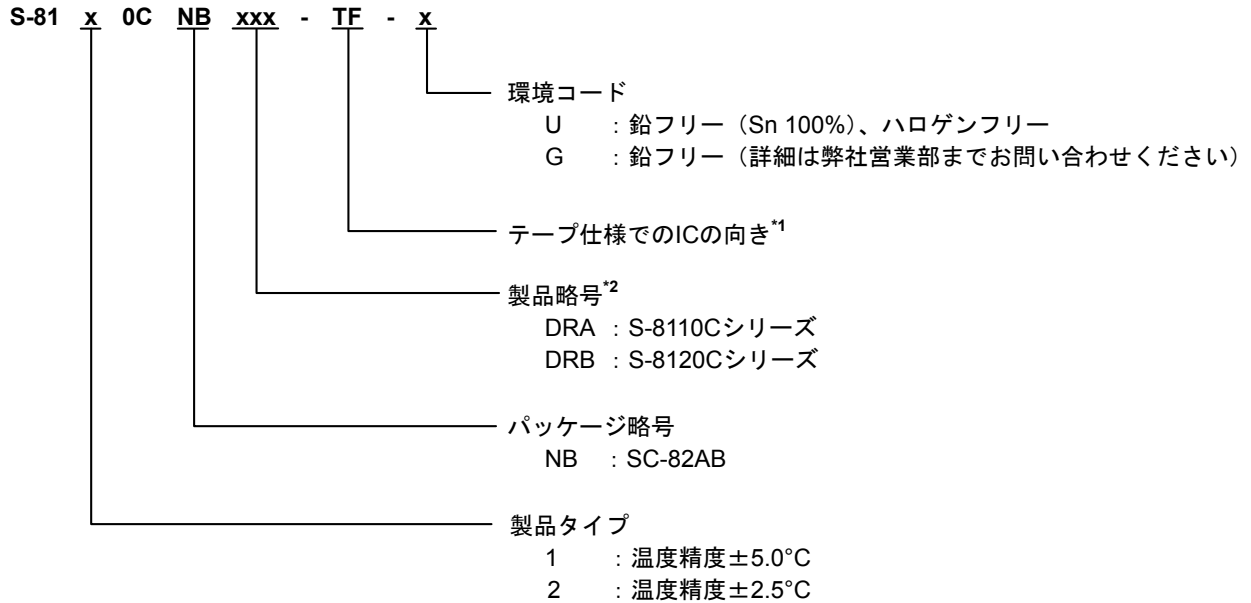 S-81 x 0C NB xxx - TF - x
環境コード
U : 鉛フリー（Sn 100%）、ハロゲンフリー
G : 鉛フリー（詳細は弊社営業部までお問い合わせください）
テープ仕様でのICの向き*1
製品略号*2
DRA : S-8110Cシリーズ
DRB : S-8120Cシリーズ
パッケージ略号
NB : SC-82AB
製品タイプ
1 : 温度精度±5.0°C
2 : 温度精度±2.5°C